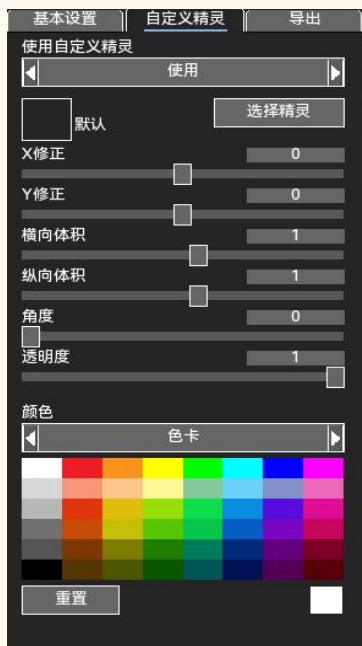 基本设置 自定义精灵 导出
使用自定义精灵
使用
默认 选择精灵
X修正 0
Y修正 0
横向体积 1
纵向体积 1
角度 0
透明度 1
颜色
色卡
重置